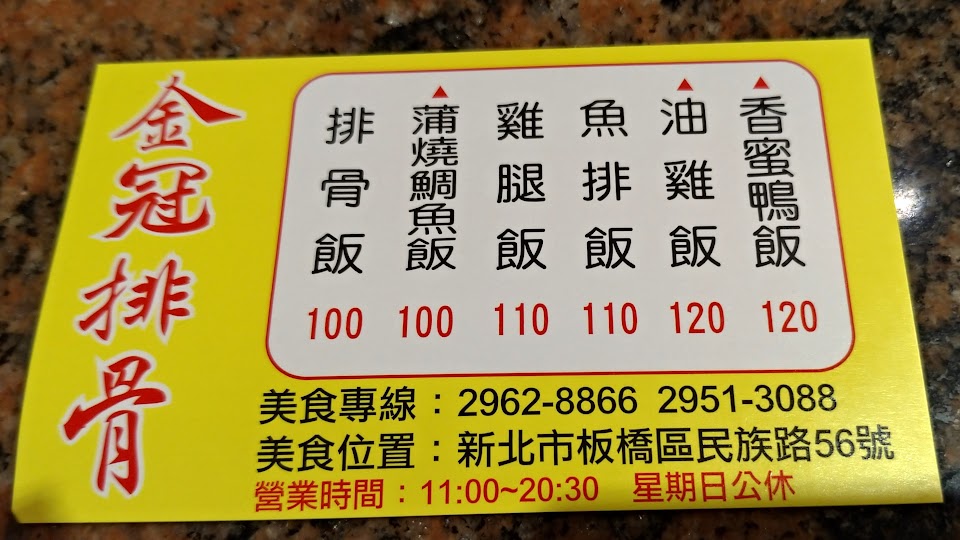 金冠排骨
排骨飯 100
▲蒲燒鯛魚飯 100
雞腿飯 110
魚排飯 110
▲油雞飯 120
▲香蜜鴨飯 120
美食專線：2962-8866 2951-3088
美食位置：新北市板橋區民族路56號
營業時間：11:00~20:30 星期日公休